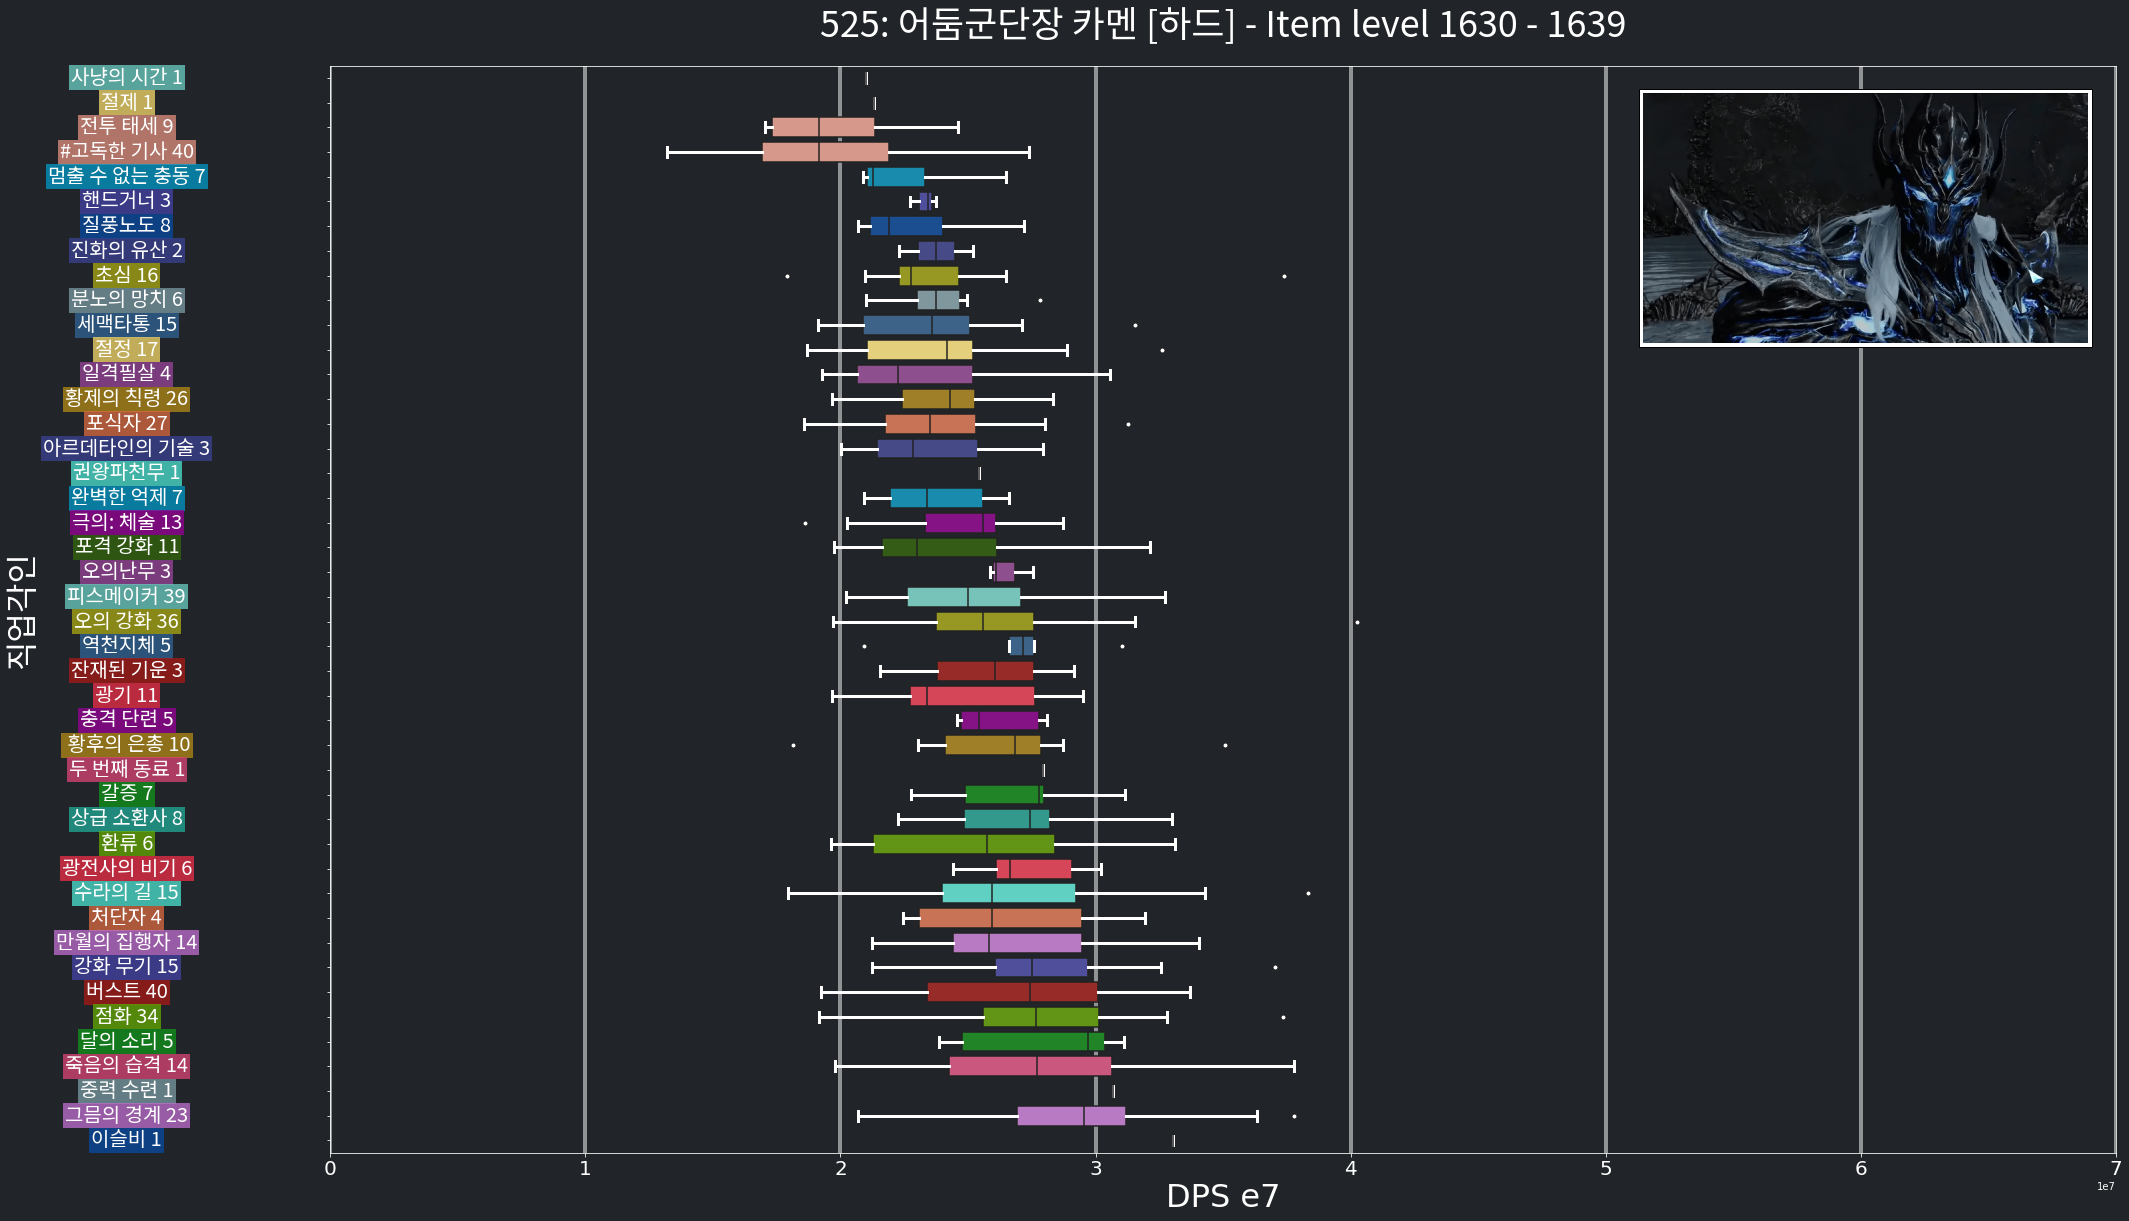 525: 어둠군단장 카멘 [하드] - Item level 1630 - 1639
사냥의 시간 1
절제 1
전투 태세 9
#고독한 기사 40
멈출 수 없는 충동 7
핸드거너 3
질풍노도 8
진화의 유산 2
초심 16
분노의 망치 6
세맥타통 15
절정 17
일격필살 4
황제의 칙령 26
포식자 27
아르데타인의 기술 3
권왕파천무 1
완벽한 억제 7
극의: 체술 13
포격 강화 11
오의난무 3
피스메이커 39
오의 강화 36
역천지체 5
잔재된 기운 3
광기 11
충격 단련 5
황후의 은총 10
두 번째 동료 1
갈증 7
상급 소환사 8
환류 6
광전사의 비기 6
수라의 길 15
처단자 4
만월의 집행자 14
강화 무기 15
버스트 40
점화 34
달의 소리 5
죽음의 습격 14
중력 수련 1
그믐의 경계 23
이슬비 1
직업각인
0 1 2 3 4 5 6 7
1e7
DPS e7